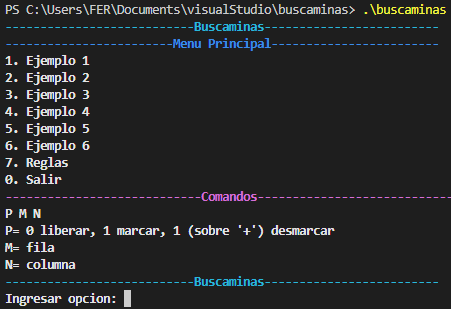 PS C:\Users\FER\Documents\visualStudio\buscaminas> .\buscaminas
---------------------------Buscaminas----------------------------
------------------------Menu Principal------------------------
1. Ejemplo 1
2. Ejemplo 2
3. Ejemplo 3
4. Ejemplo 4
5. Ejemplo 5
6. Ejemplo 6
7. Reglas
0. Salir
----------------------------Comandos----------------------------
P M N
P= 0 liberar, 1 marcar, 1 (sobre '+') desmarcar
M= fila
N= columna
---------------------------Buscaminas-------------------------
Ingresar opcion: